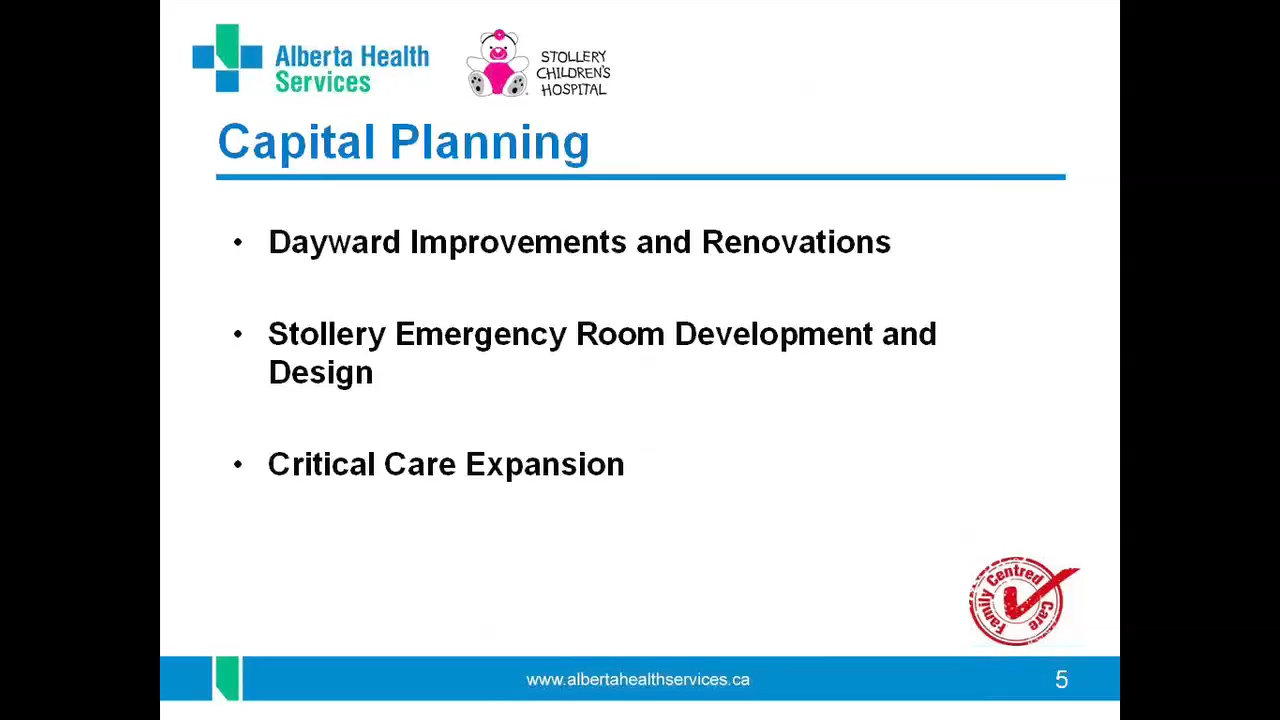 Alberta Health
Services
STOLLERY
CHILDREN'S
HOSPITAL
Capital Planning
• Dayward Improvements and Renovations
• Stollery Emergency Room Development and
Design
• Critical Care Expansion
Family Centred Care
www.albertahealthservices.ca
5